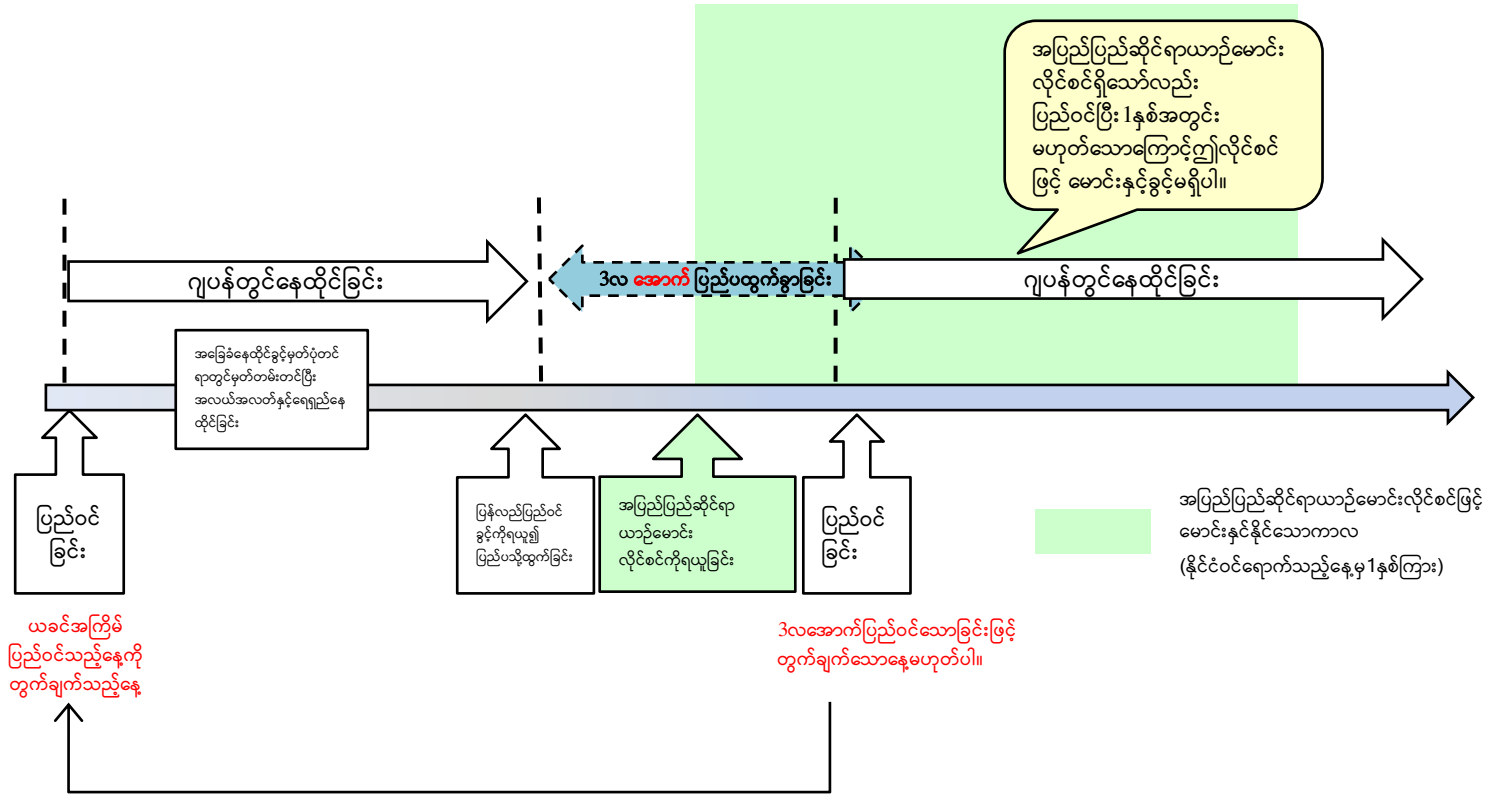 အပြည်ပြည်ဆိုင်ရာယာဉ်မောင်း
လိုင်စင်ရှိသော်လည်း
ပြည်ဝင်ပြီး 1နှစ်အတွင်း
မဟုတ်သောကြောင့်ဤလိုင်စင်
ဖြင့် မောင်းနှင့်ခွင့်မရှိပါ။
ဂျပန်တွင်နေထိုင်ခြင်း
3လ အောက် ပြည်ပထွက်ခွာခြင်း
ဂျပန်တွင်နေထိုင်ခြင်း
အခြေခံနေထိုင်ခွင့်မှတ်ပုံတင်
ရာတွင်မှတ်တမ်းတင်ပြီး
အလယ်အလတ်နှင့်ရေရှည်နေ
ထိုင်ခြင်း
ပြည်ဝင်
ခြင်း
ပြန်လည်ပြည်ဝင်
ခွင့်ကိုရယူ၍
ပြည်ပသို့ထွက်ခြင်း
အပြည်ပြည်ဆိုင်ရာ
ယာဉ်မောင်း
လိုင်စင်ကိုရယူခြင်း
ပြည်ဝင်
ခြင်း
အပြည်ပြည်ဆိုင်ရာယာဉ်မောင်းလိုင်စင်ဖြင့်
မောင်းနှင်နိုင်သောကာလ
(နိုင်ငံဝင်ရောက်သည့်နေ့မှ1နှစ်ကြား)
ယခင်အကြိမ်
ပြည်ဝင်သည့်နေ့ကို
တွက်ချက်သည့်နေ့
3လအောက်ပြည်ဝင်သောခြင်းဖြင့်
တွက်ချက်သောနေ့မဟုတ်ပါ။